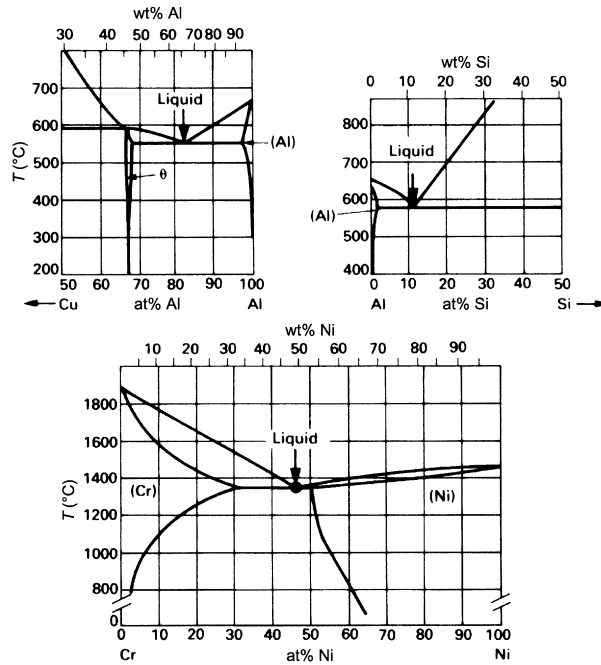 wt% Al
30 40 50 60 70 80 90
700
600
500
400
300
200
T (°C)
Liquid
(Al)
θ
50 60 70 80 90 100
Cu at% Al Al
wt% Si
0 10 20 30 40 50
800
700
600
500
400
Liquid
(Al)
0 10 20 30 40 50
Al at% Si Si
wt% Ni
5 10 20 30 40 50 60 70 80 90
1800
1600
1400
1200
1000
800
0
T (°C)
Liquid
(Cr)
(Ni)
0 10 20 30 40 50 60 70 80 90 100
Cr at% Ni Ni